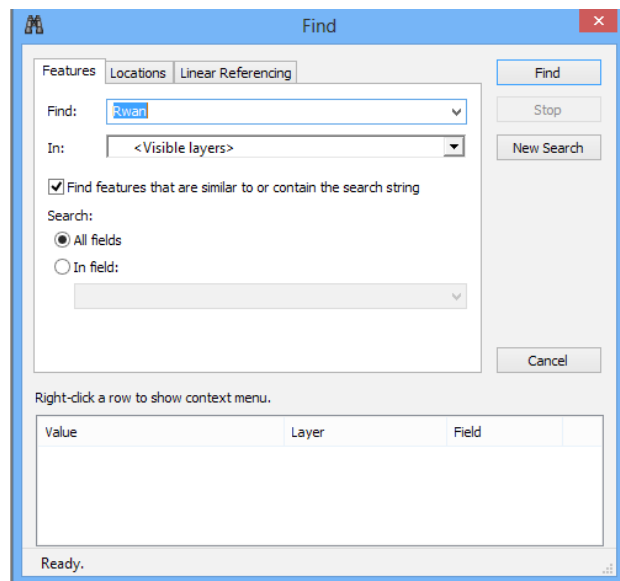 Find
Features Locations Linear Referencing
Find
Find: Rwan
Stop
In: <Visible layers>
New Search
Find features that are similar to or contain the search string
Search:
All fields
In field:
Cancel
Right-click a row to show context menu.
Value Layer Field
Ready.